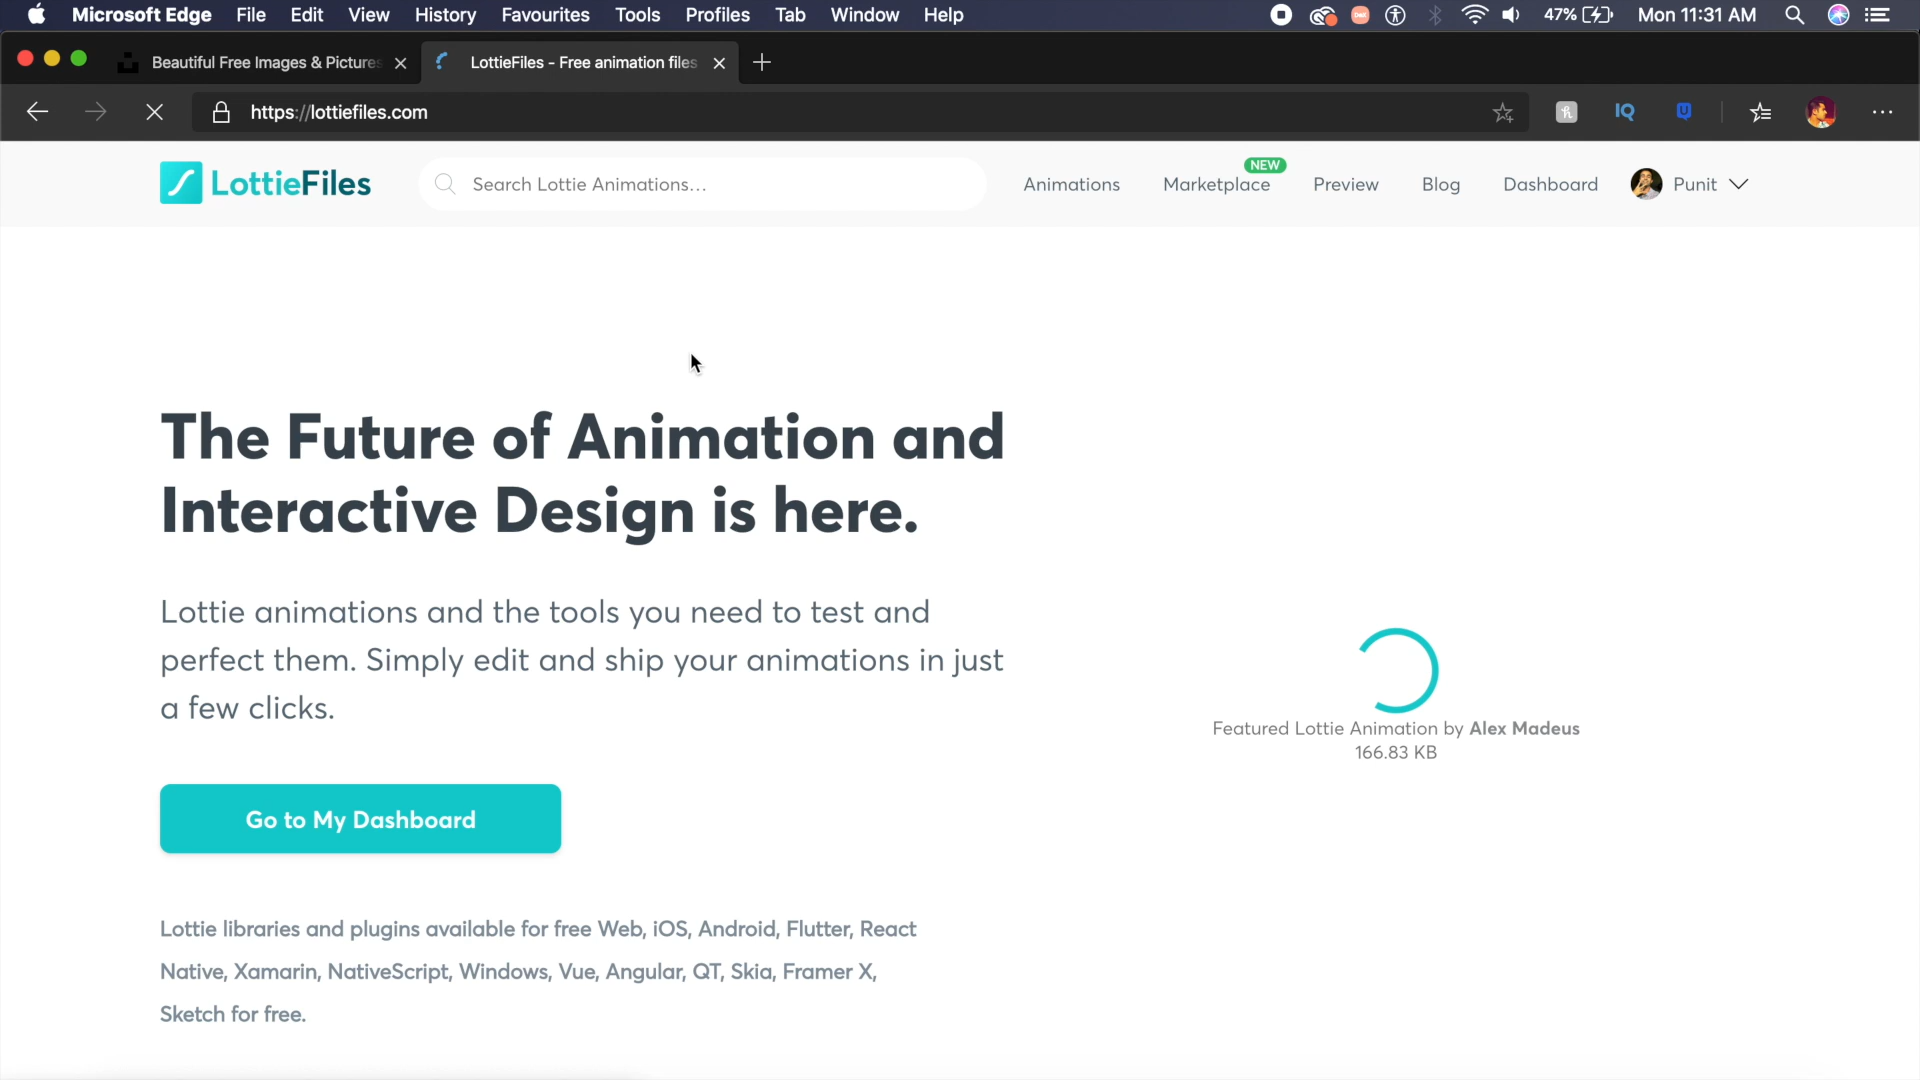 Microsoft Edge File Edit View History Favourites Tools Profiles Tab Window Help 47% Mon 11:31 AM
Beautiful Free Images & Pictures LottieFiles - Free animation files
https://lottiefiles.com IQ
LottieFiles Search Lottie Animations... Animations Marketplace NEW Preview Blog Dashboard Punit
The Future of Animation and
Interactive Design is here.
Lottie animations and the tools you need to test and
perfect them. Simply edit and ship your animations in just
a few clicks.
Featured Lottie Animation by Alex Madeus
166.83 KB
Go to My Dashboard
Lottie libraries and plugins available for free Web, iOS, Android, Flutter, React
Native, Xamarin, NativeScript, Windows, Vue, Angular, QT, Skia, Framer X,
Sketch for free.